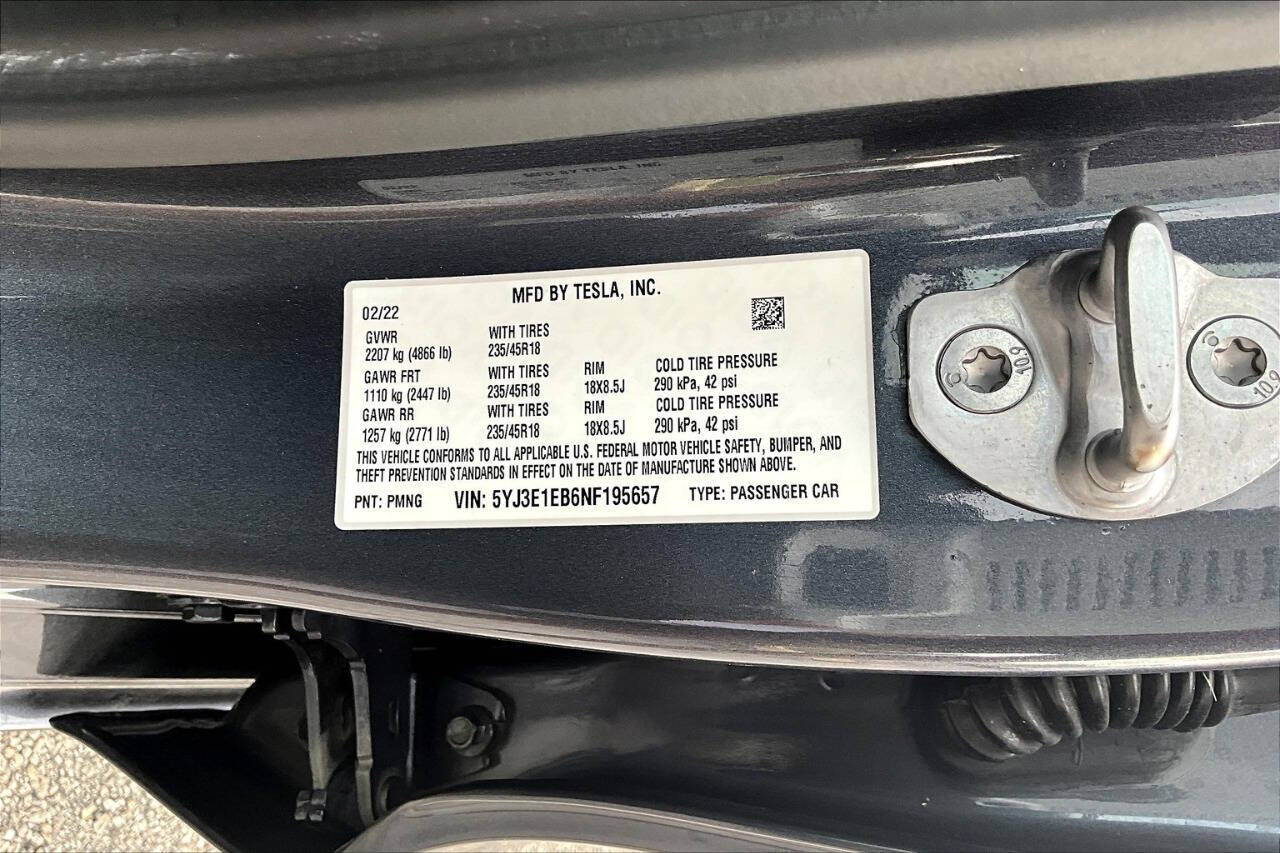 MFD BY TESLA, INC
MFD BY TESLA, INC.
02/22
GVWR WITH TIRES
2207 kg (4866 lb) 235/45R18
GAWR FRT WITH TIRES RIM COLD TIRE PRESSURE
1110 kg (2447 lb) 235/45R18 18X8.5J 290 kPa, 42 psi
GAWR RR WITH TIRES RIM COLD TIRE PRESSURE
1257 kg (2771 lb) 235/45R18 18X8.5J 290 kPa, 42 psi
THIS VEHICLE CONFORMS TO ALL APPLICABLE U.S. FEDERAL MOTOR VEHICLE SAFETY, BUMPER, AND
THEFT PREVENTION STANDARDS IN EFFECT ON THE DATE OF MANUFACTURE SHOWN ABOVE.
PNT: PMNG VIN: 5YJ3E1EB6NF195657 TYPE: PASSENGER CAR
10.9
10.9